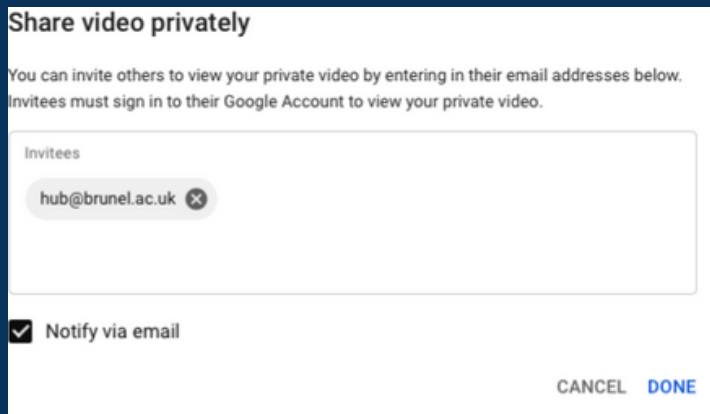 Share video privately
You can invite others to view your private video by entering in their email addresses below.
Invitees must sign in to their Google Account to view your private video.
Invitees
hub@brunel.ac.uk
Notify via email
CANCEL DONE